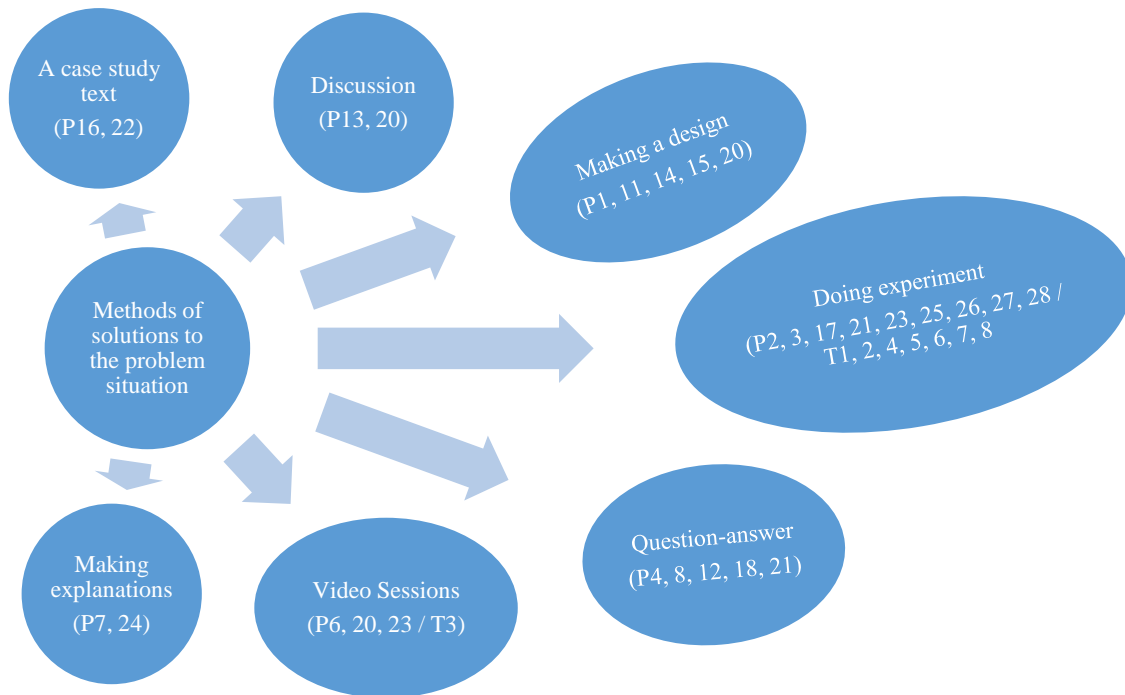 A case study
text
(P16, 22)
Discussion
(P13, 20)
Making a design
(P1, 11, 14, 15, 20)
Methods of
solutions to
the problem
situation
Doing experiment
(P2, 3, 17, 21, 23, 25, 26, 27, 28 /
T1, 2, 4, 5, 6, 7, 8
Question-answer
(P4, 8, 12, 18, 21)
Making
explanations
(P7, 24)
Video Sessions
(P6, 20, 23 / T3)